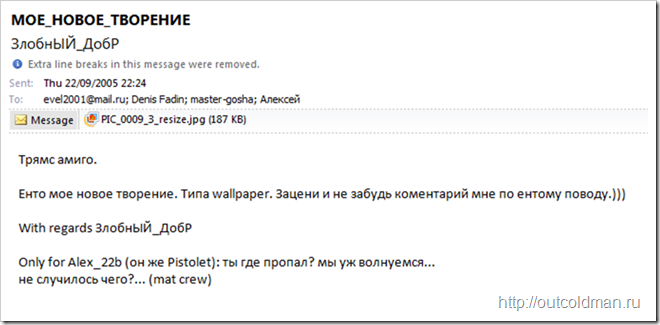 МОЕ_НОВОЕ_ТВОРЕНИЕ
ЗлобнЫЙ_ДобР
Extra line breaks in this message were removed.
Sent: Thu 22/09/2005 22:24
To: evel2001@mail.ru; Denis Fadin; master-gosha; Алексей
Message PIC_0009_3_resize.jpg (187 KB)
Трямс амиго.
Енто мое новое творение. Типа wallpaper. Зацени и не забудь коментарий мне по ентому поводу.)))
With regards ЗлобнЫЙ_ДобР
Only for Alex_22b (он же Pistolet): ты где пропал? мы уж волнуемся...
не случилось чего?... (mat crew)
http://outcoldman.ru